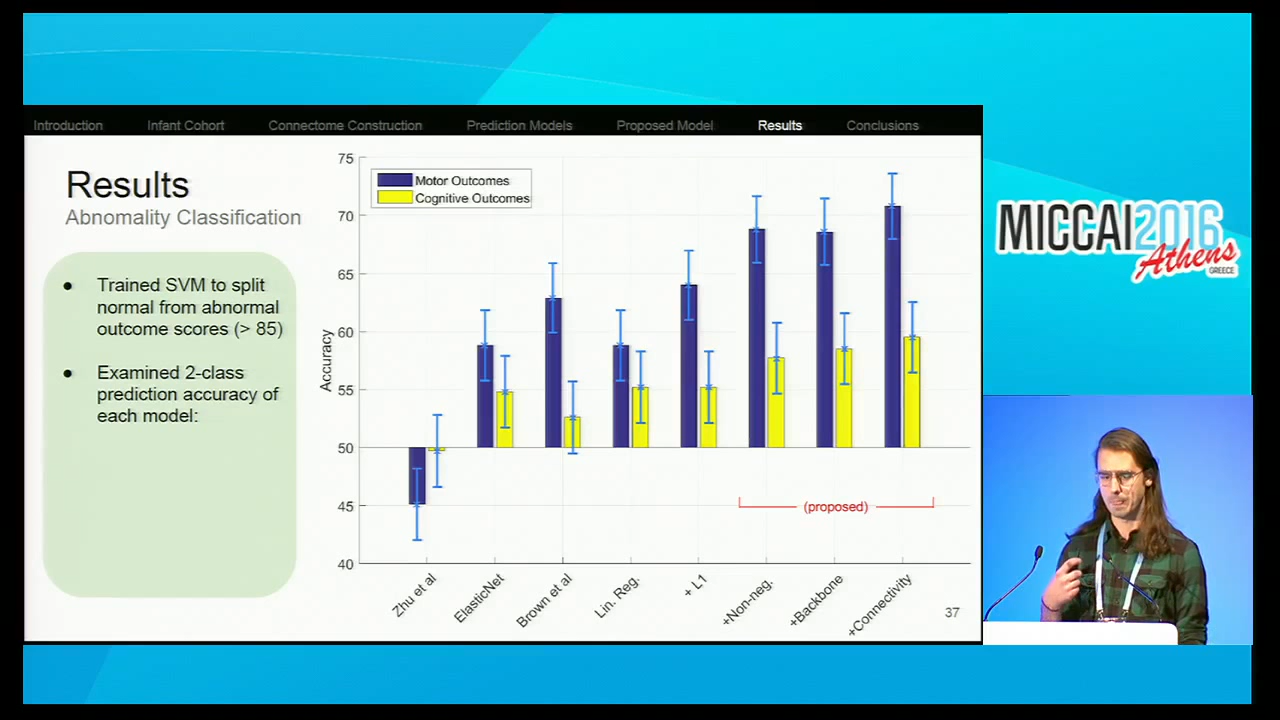 Introduction Infant Cohort Connectome Construction Prediction Models Proposed Model Results Conclusions
Results
Abnomality Classification
● Trained SVM to split
normal from abnormal
outcome scores (> 85)
● Examined 2-class
prediction accuracy of
each model:
Motor Outcomes
Cognitive Outcomes
Accuracy
75
70
65
60
55
50
45
40
(proposed)
Zhu et al
ElasticNet
Brown et al
Lin. Reg.
+ L1
+Non-neg.
+Backbone
+Connectivity
37
MICCAI2016
Athens
GREECE